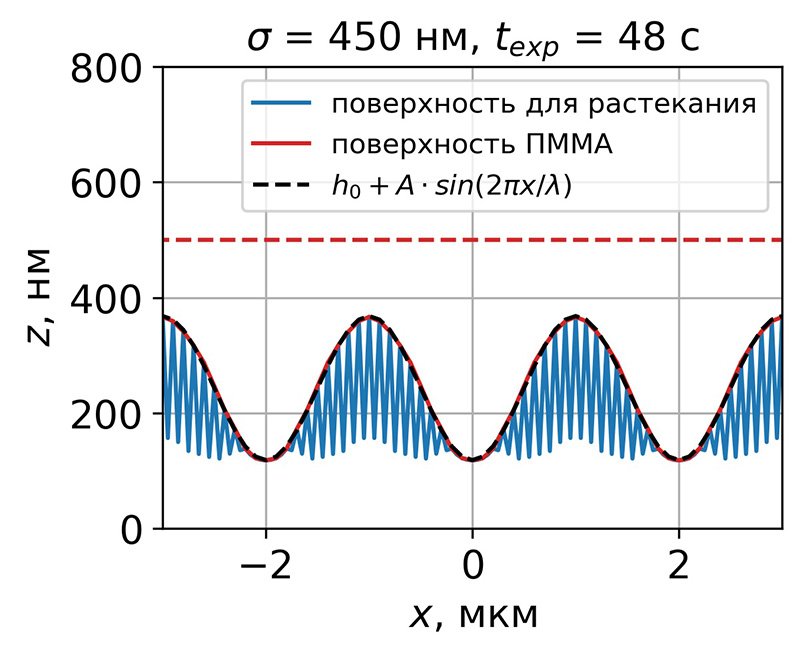 σ = 450 нм, t_exp = 48 с
800
600
400
200
0
z, нм
поверхность для растекания
поверхность ПММА
h₀ + A · sin(2πx/λ)
−2
0
2
x, мкм